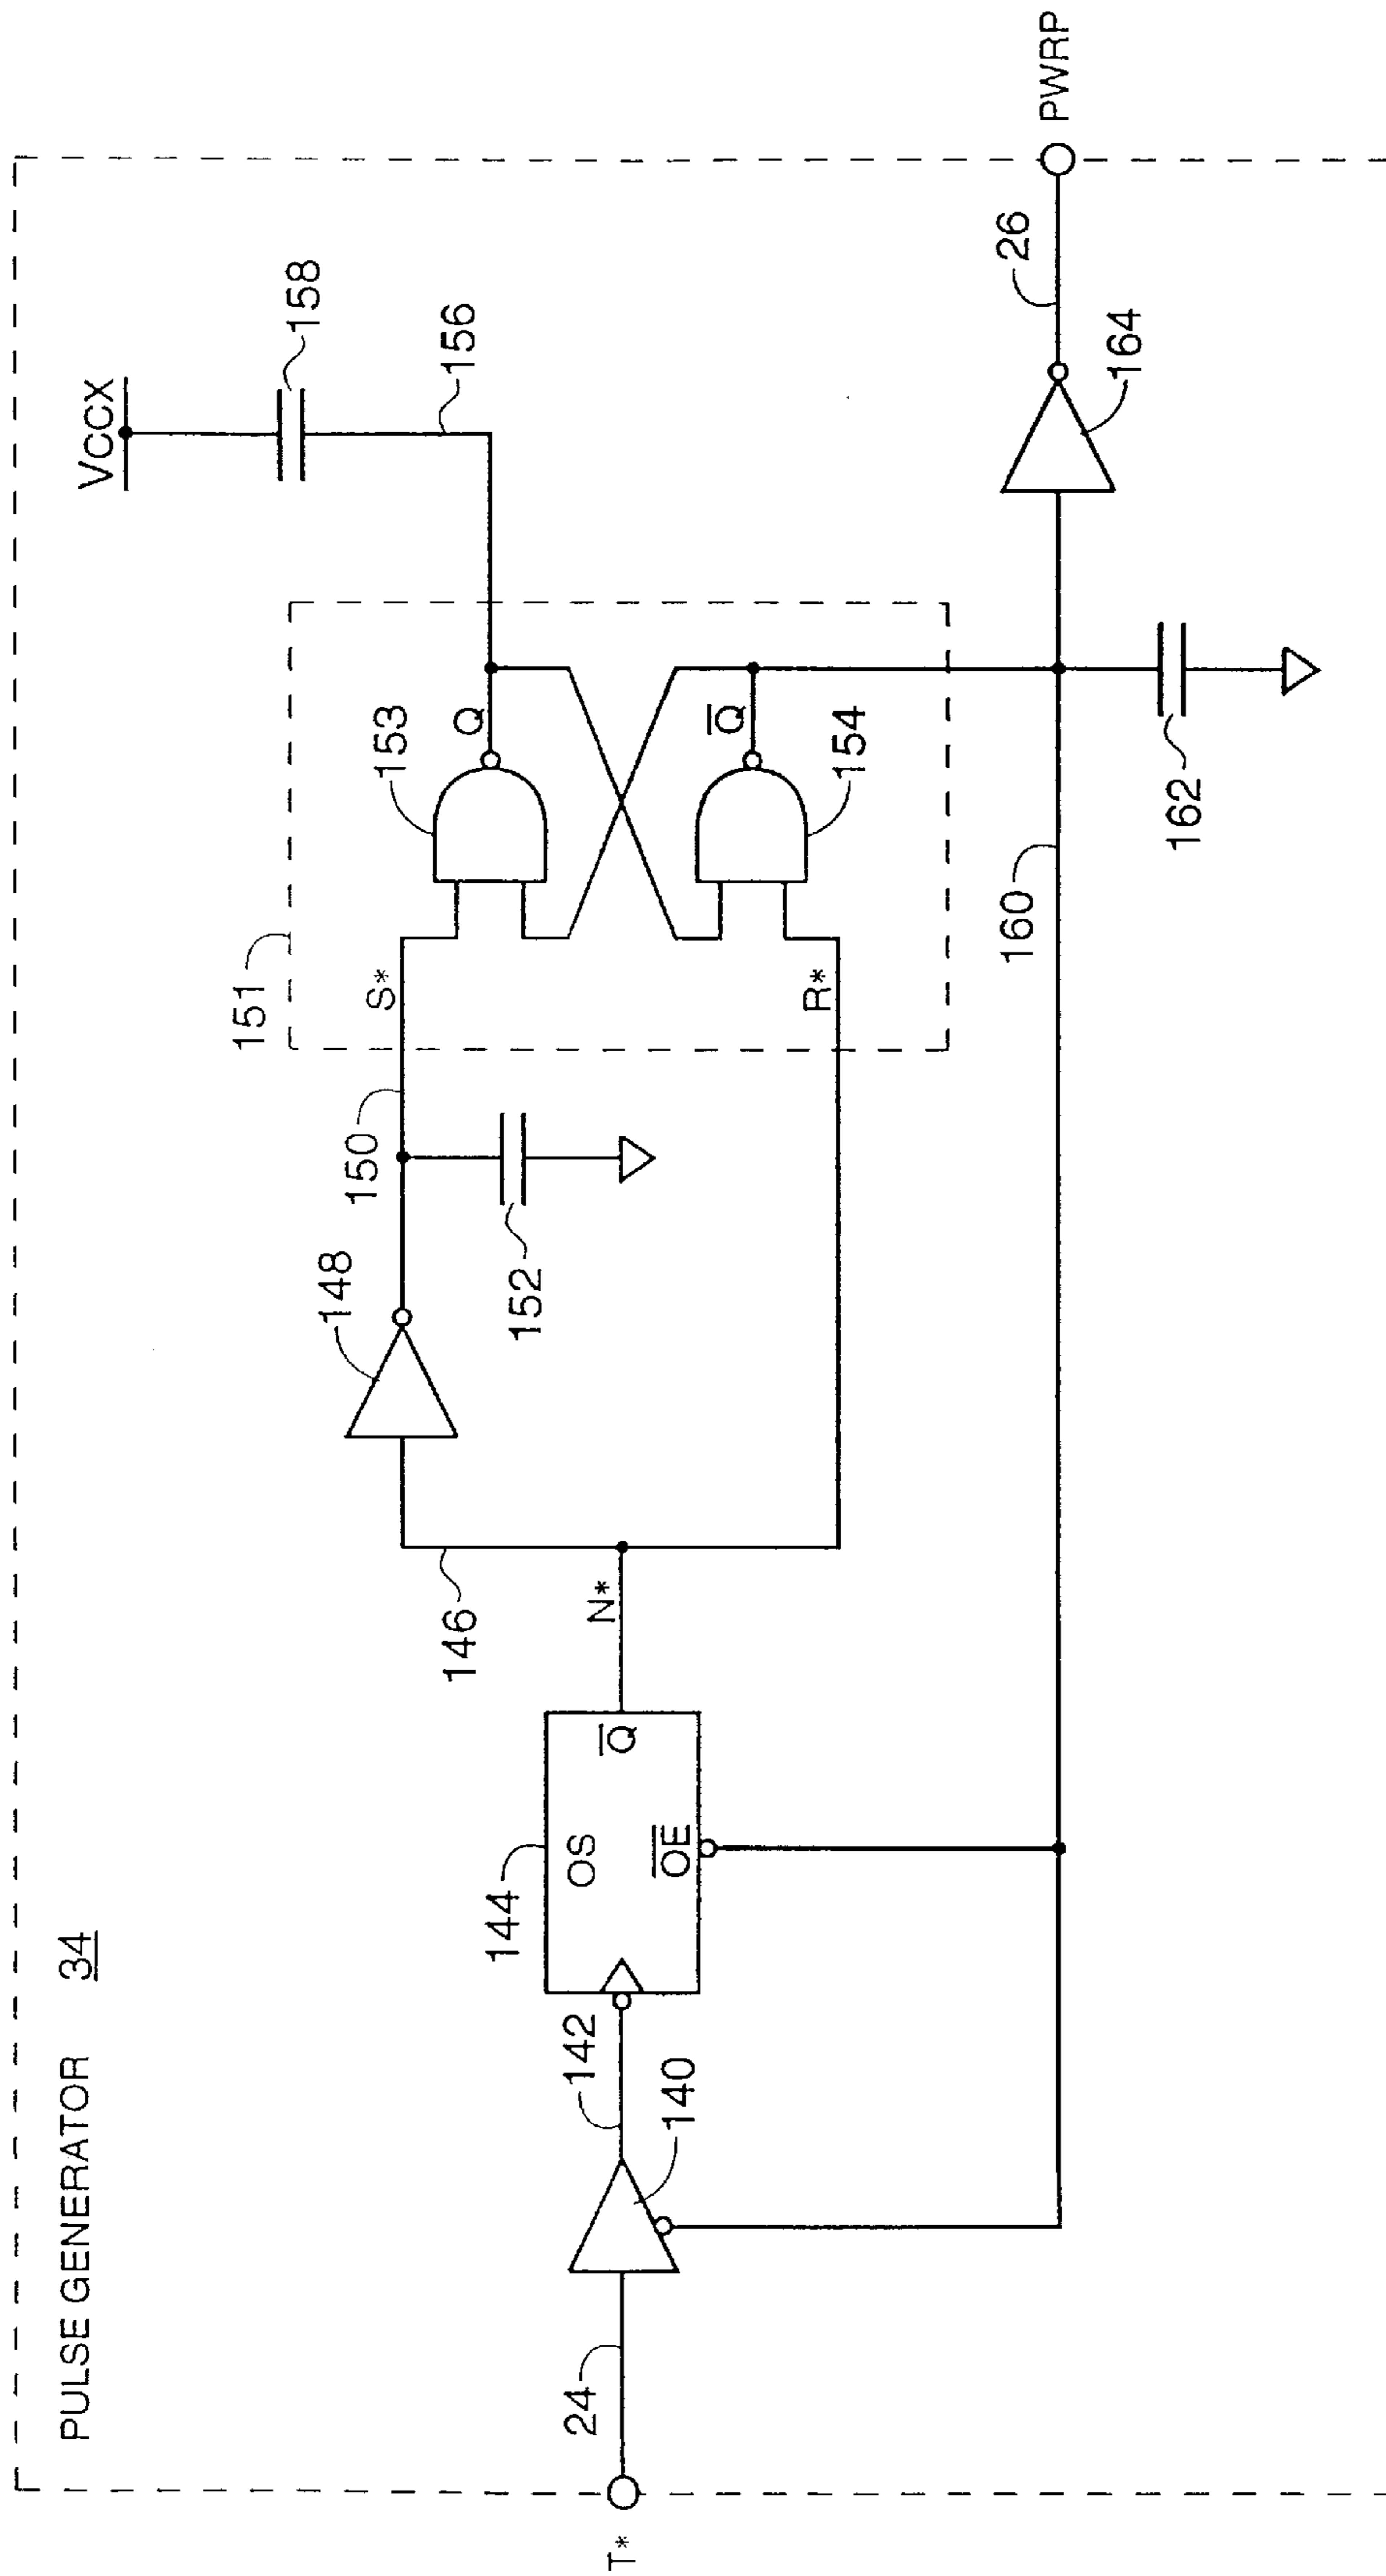 PULSE GENERATOR 34
VCCX
158
156
151
153
Q
S*
150
148
152
146
N*
144
OS
Q̅
O̅E̅
142
140
24
T*
Q̅
154
R*
160
162
164
26
PWRP